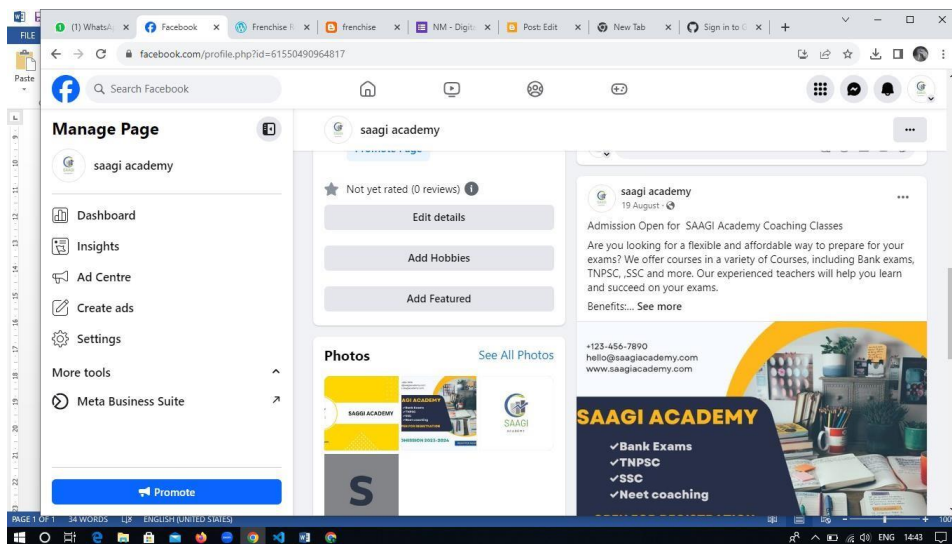 FILE
Paste
(1) WhatsA
Facebook
Frenchise R
frenchise
NM - Digit
Post: Edit
New Tab
Sign in to G
facebook.com/profile.php?id=61550490964817
Search Facebook
Manage Page
saagi academy
Dashboard
Insights
Ad Centre
Create ads
Settings
More tools
Meta Business Suite
Promote
saagi academy
Promote Page
Not yet rated (0 reviews)
Edit details
Add Hobbies
Add Featured
Photos
See All Photos
SAGGI ACADEMY
AGI ACADEMY
SAAGI
ACADEMY
S
saagi academy
19 August
Admission Open for SAAGI Academy Coaching Classes
Are you looking for a flexible and affordable way to prepare for your
exams? We offer courses in a variety of Courses, including Bank exams,
TNPSC, ,SSC and more. Our experienced teachers will help you learn
and succeed on your exams.
Benefits:... See more
+123-456-7890
hello@saagiacademy.com
www.saagiacademy.com
SAAGI ACADEMY
✓Bank Exams
✓TNPSC
✓SSC
✓Neet coaching
PAGE 1 OF 1 34 WORDS ENGLISH (UNITED STATES)
100
ENG 14:43